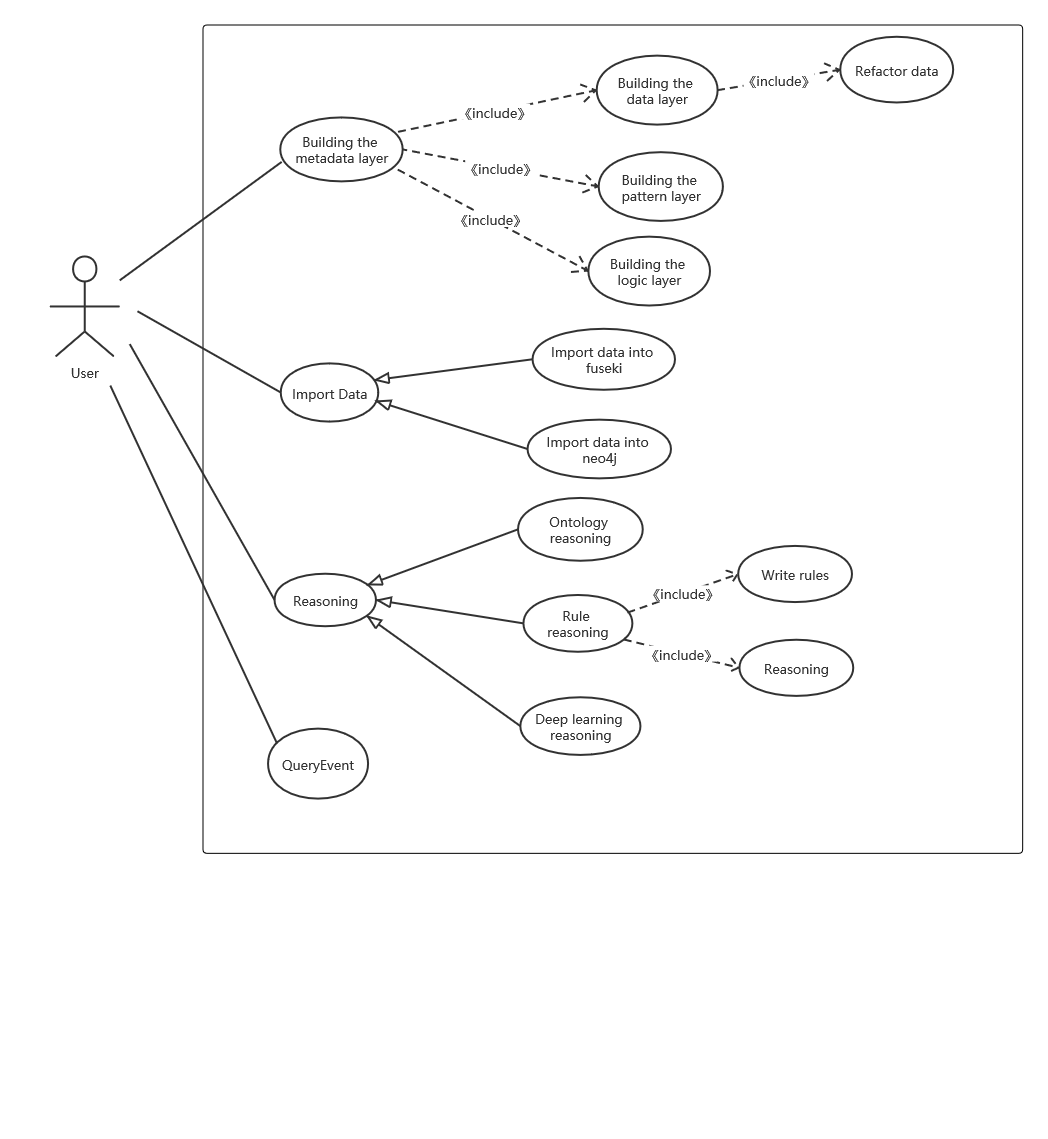 Refactor data
Building the
data layer
《include》
《include》
Building the
metadata layer
《include》
Building the
pattern layer
《include》
Building the
logic layer
User
Import Data
Import data into
fuseki
Import data into
neo4j
Ontology
reasoning
Reasoning
Rule
reasoning
《include》
Write rules
《include》
Reasoning
Deep learning
reasoning
QueryEvent